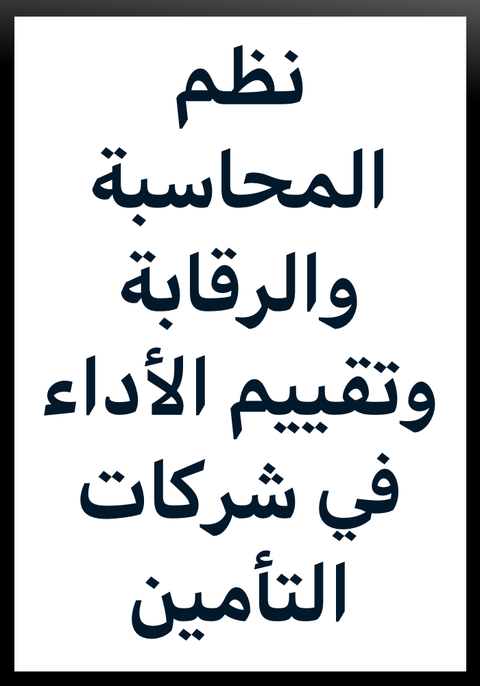 نظم
المحاسبة
والرقابة
وتقييم الأداء
في شركات
التأمين